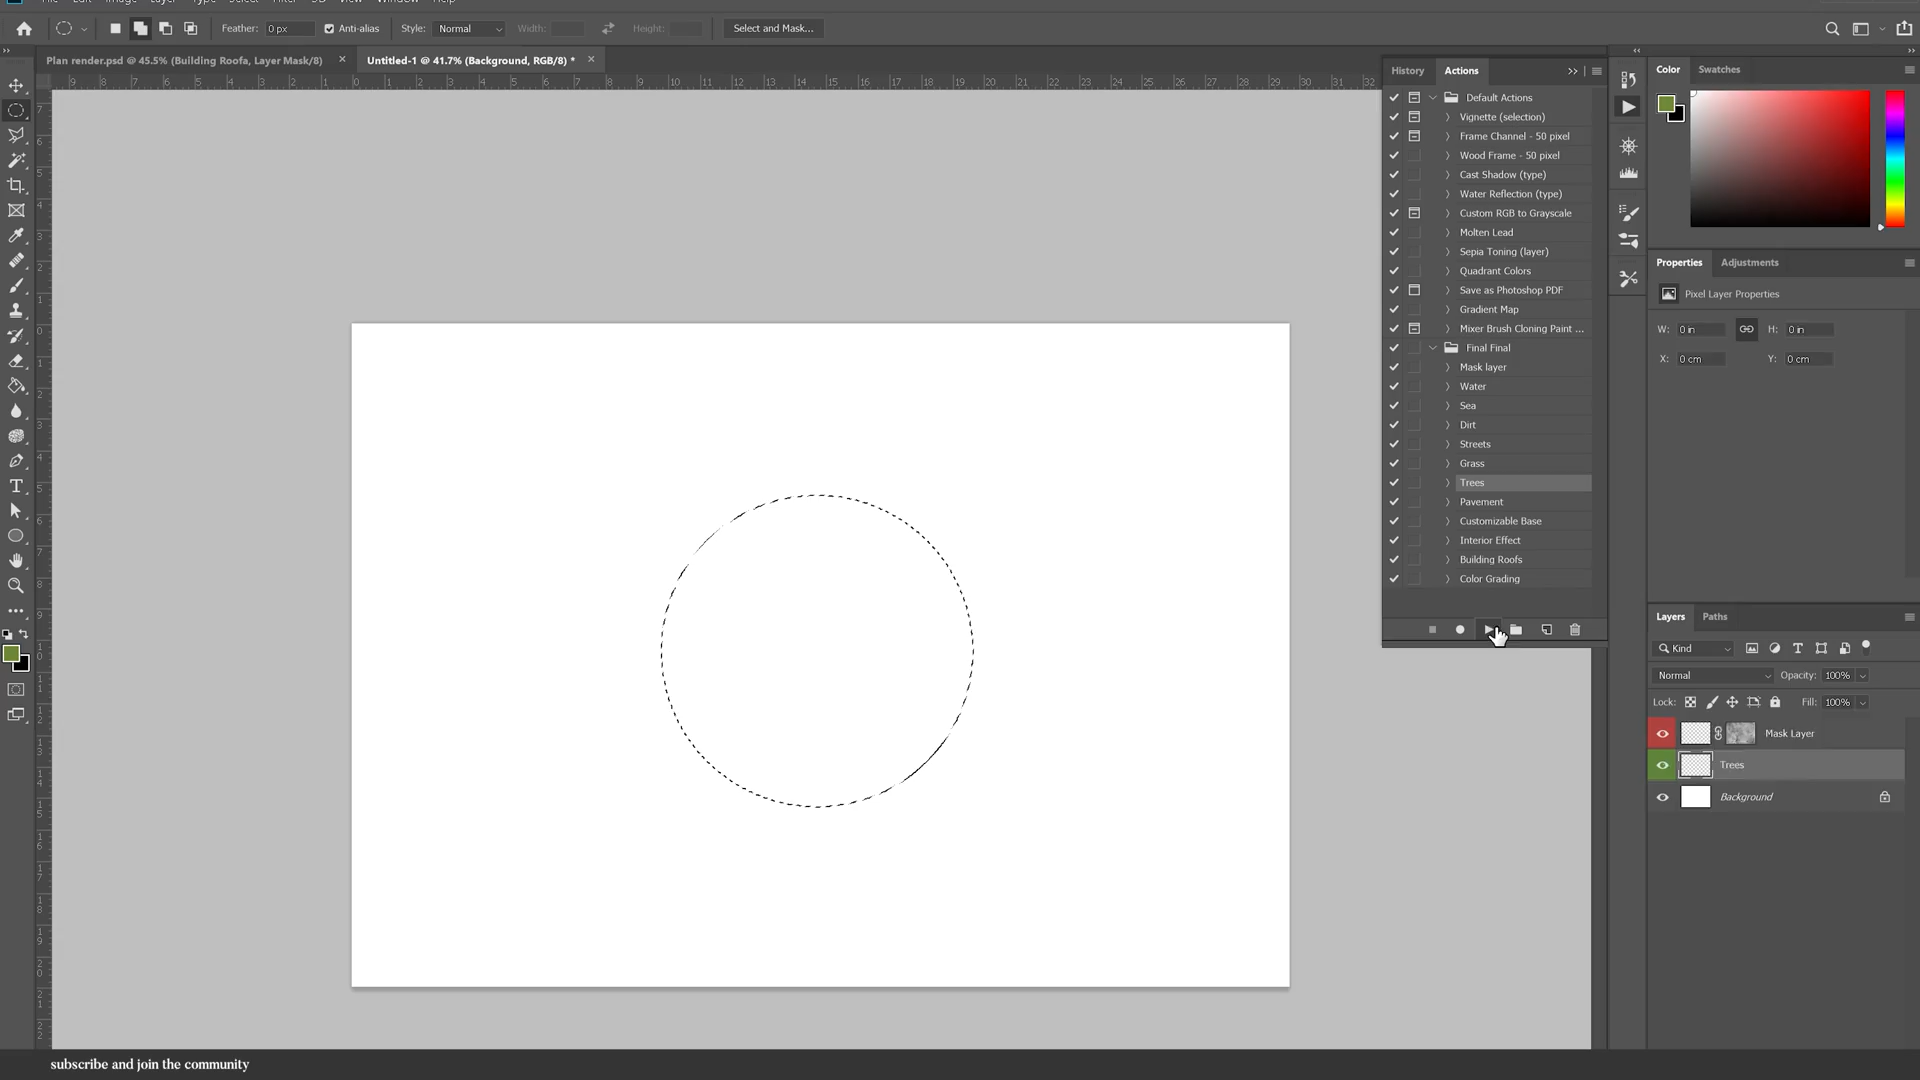 Feather: 0 px Anti-alias Style: Normal Width: Height: Select and Mask...
Plan render.psd @ 45.5% (Building Roofa, Layer Mask/8) × Untitled-1 @ 41.7% (Background, RGB/8) * ×
History Actions
Default Actions
Vignette (selection)
Frame Channel - 50 pixel
Wood Frame - 50 pixel
Cast Shadow (type)
Water Reflection (type)
Custom RGB to Grayscale
Molten Lead
Sepia Toning (layer)
Quadrant Colors
Save as Photoshop PDF
Gradient Map
Mixer Brush Cloning Paint ...
Final Final
Mask layer
Water
Sea
Dirt
Streets
Grass
Trees
Pavement
Customizable Base
Interior Effect
Building Roofs
Color Grading
Color Swatches
Properties Adjustments
Pixel Layer Properties
W: 0 in H: 0 in
X: 0 cm Y: 0 cm
Layers Paths
Kind
Normal Opacity: 100%
Lock: Fill: 100%
Mask Layer
Trees
Background
subscribe and join the community